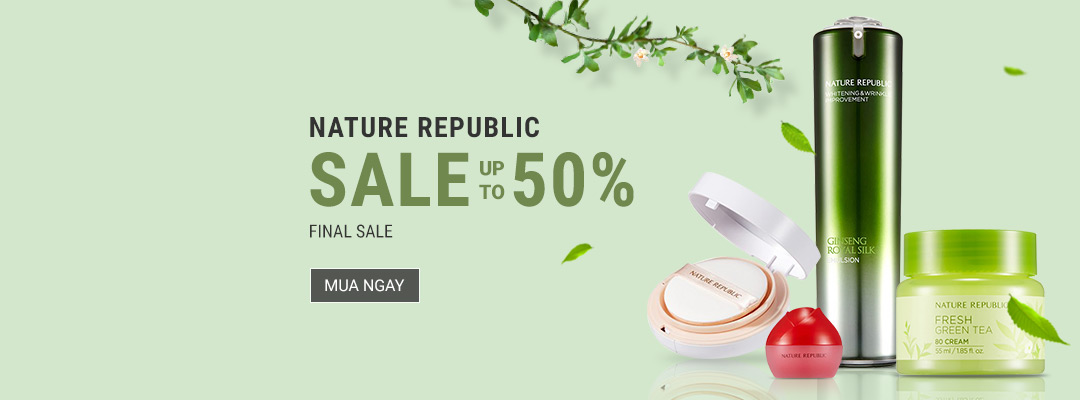 NATURE REPUBLIC
SALE UP TO 50%
FINAL SALE
MUA NGAY
NATURE REPUBLIC
NATURE REPUBLIC
NATURE REPUBLIC
WHITENING & WRINKLE
IMPROVEMENT
GINSENG
ROYAL SILK
EMULSION
NATURE REPUBLIC
FRESH
GREEN TEA
80 CREAM
55 ml / 1.85 fl. oz.